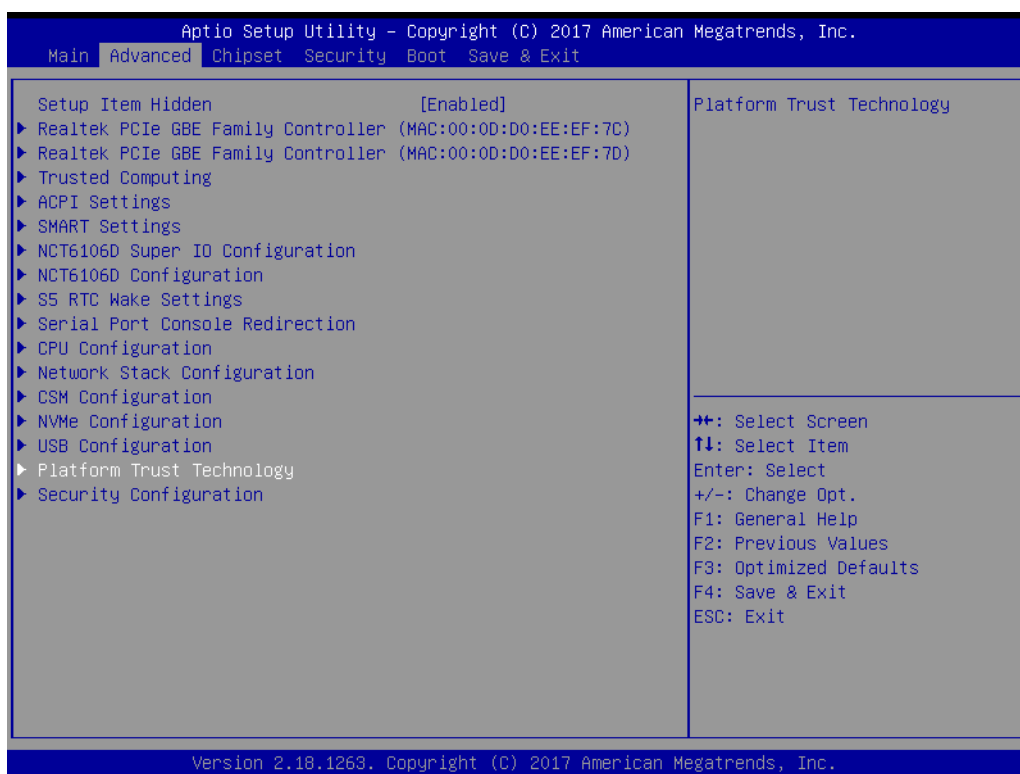 Aptio Setup Utility – Copyright (C) 2017 American Megatrends, Inc.
Main Advanced Chipset Security Boot Save & Exit
Setup Item Hidden [Enabled]
Realtek PCIe GBE Family Controller (MAC:00:0D:D0:EE:EF:7C)
Realtek PCIe GBE Family Controller (MAC:00:0D:D0:EE:EF:7D)
Trusted Computing
ACPI Settings
SMART Settings
NCT6106D Super IO Configuration
NCT6106D Configuration
S5 RTC Wake Settings
Serial Port Console Redirection
CPU Configuration
Network Stack Configuration
CSM Configuration
NVMe Configuration
USB Configuration
Platform Trust Technology
Security Configuration
Platform Trust Technology
→←: Select Screen
↑↓: Select Item
Enter: Select
+/-: Change Opt.
F1: General Help
F2: Previous Values
F3: Optimized Defaults
F4: Save & Exit
ESC: Exit
Version 2.18.1263. Copyright (C) 2017 American Megatrends, Inc.